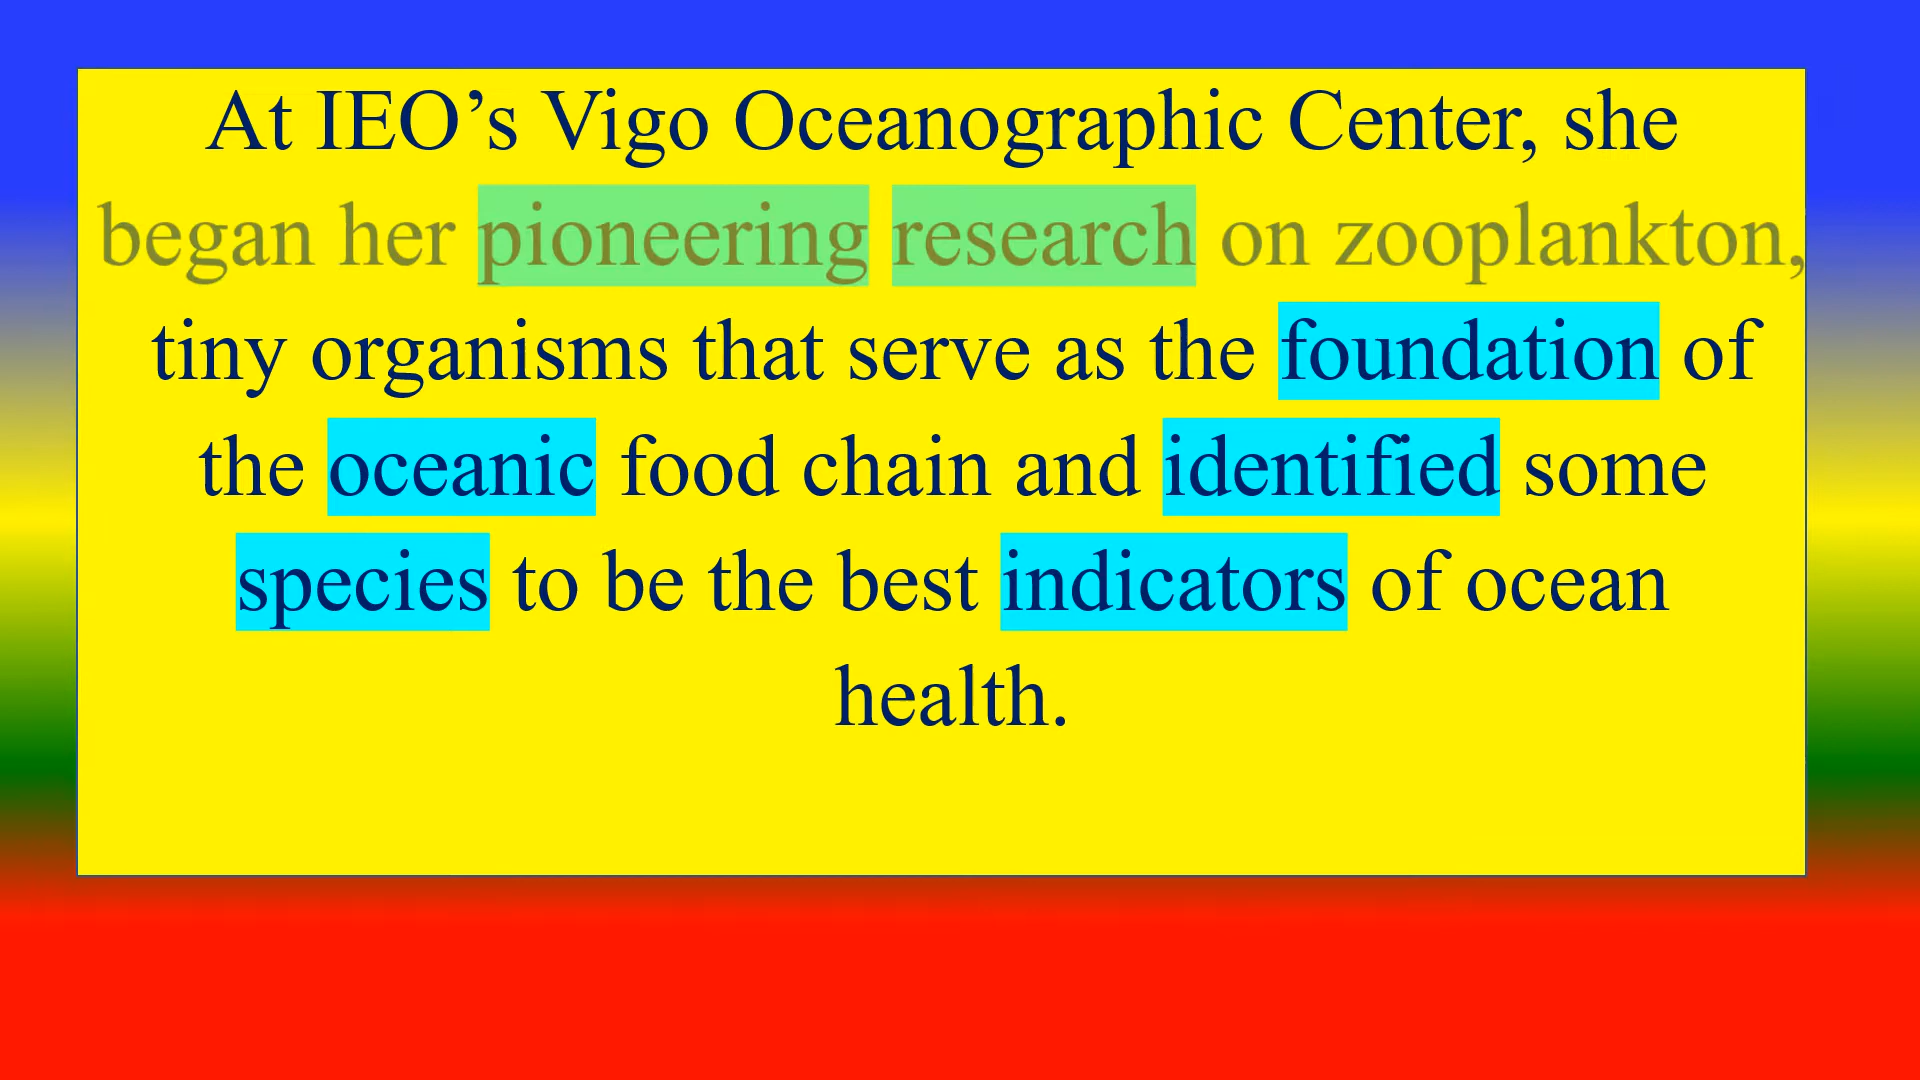 At IEO’s Vigo Oceanographic Center, she
began her pioneering research on zooplankton,
tiny organisms that serve as the foundation of
the oceanic food chain and identified some
species to be the best indicators of ocean
health.